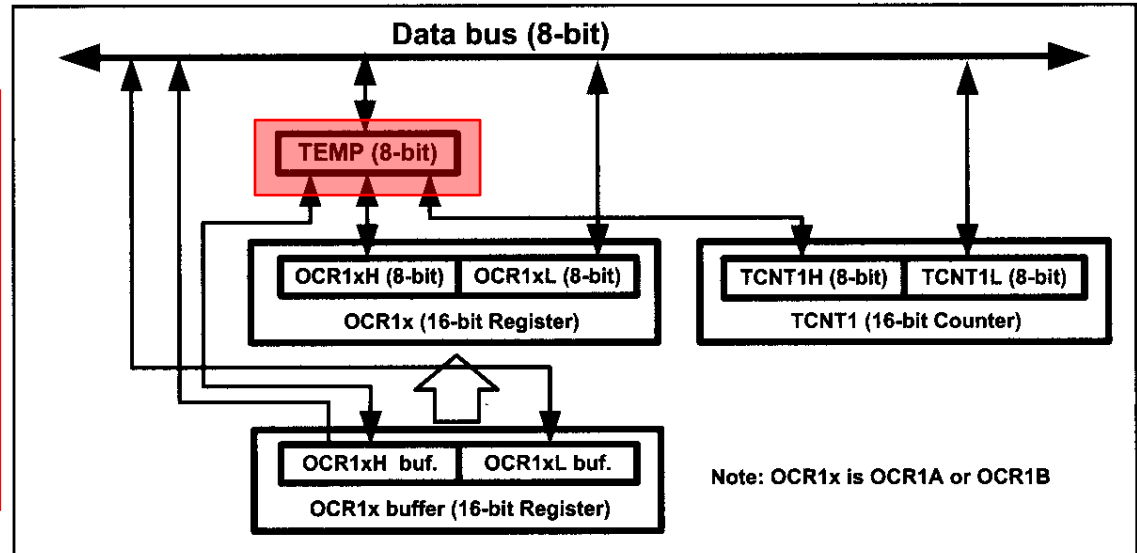 Data bus (8-bit)
TEMP (8-bit)
OCR1xH (8-bit) OCR1xL (8-bit)
OCR1x (16-bit Register)
TCNT1H (8-bit) TCNT1L (8-bit)
TCNT1 (16-bit Counter)
OCR1xH buf. OCR1xL buf.
OCR1x buffer (16-bit Register)
Note: OCR1x is OCR1A or OCR1B